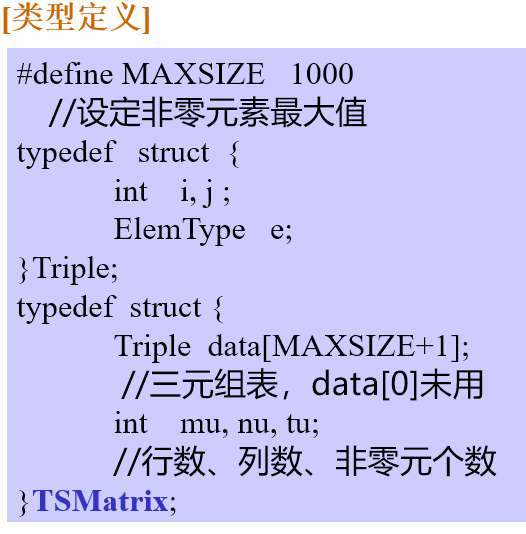 [类型定义]
#define MAXSIZE 1000
//设定非零元素最大值
typedef struct {
int i, j ;
ElemType e;
}Triple;
typedef struct {
Triple data[MAXSIZE+1];
//三元组表，data[0]未用
int mu, nu, tu;
//行数、列数、非零元个数
}TSMatrix;